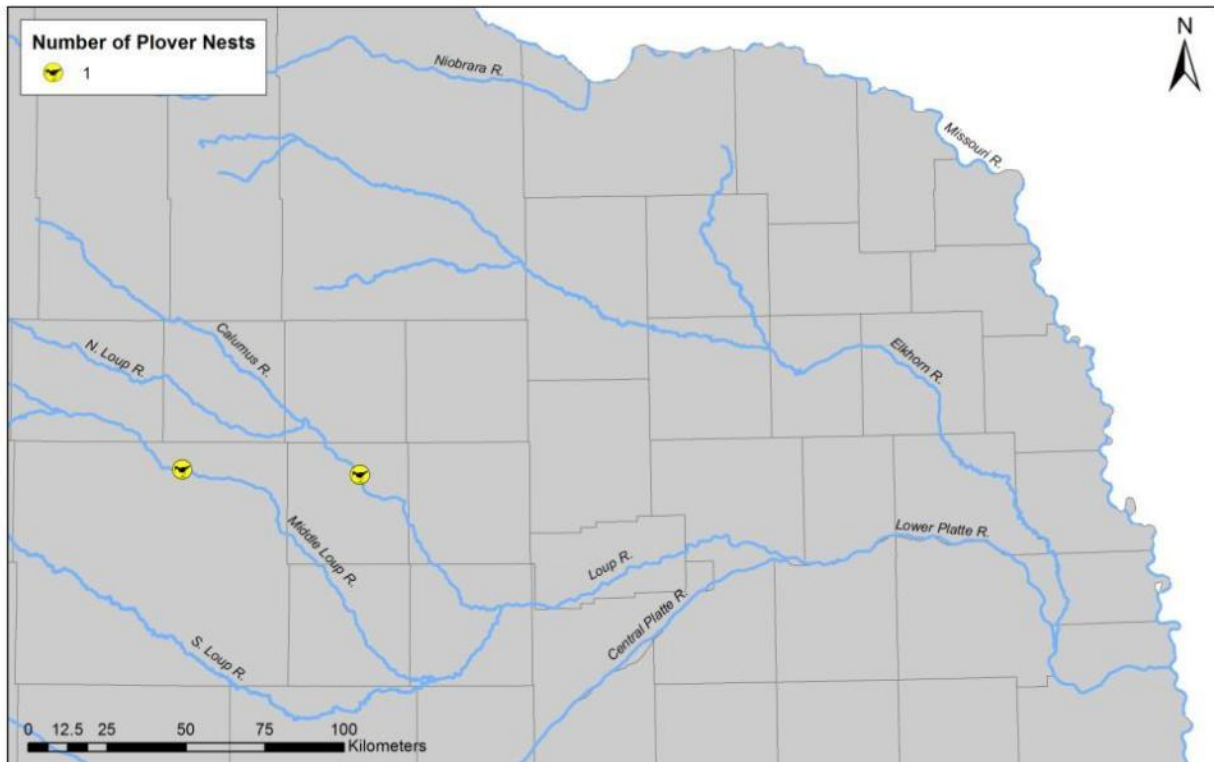 Number of Plover Nests
1
N
Niobrara R.
Missouri R.
Calumus R.
N. Loup R.
Elkhorn R.
Middle Loup R.
Lower Platte R.
Loup R.
Central Platte R.
S. Loup R.
0 12.5 25 50 75 100
Kilometers